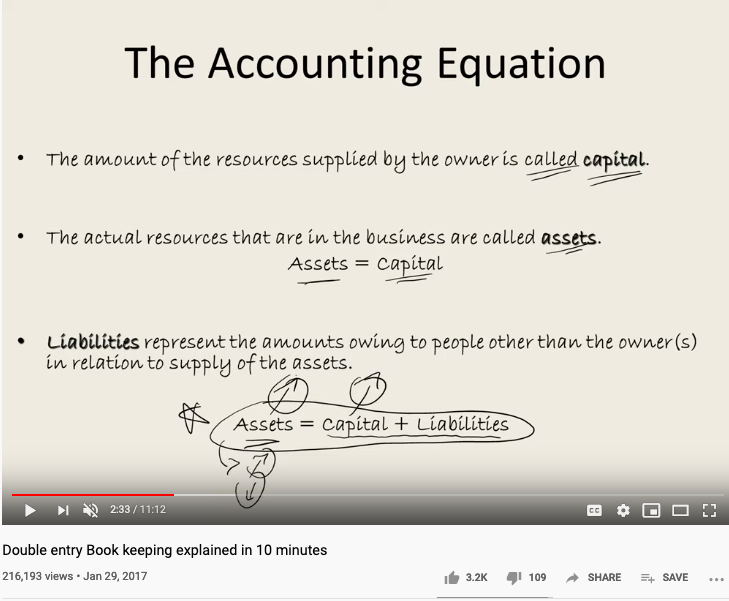 The Accounting Equation
• The amount of the resources supplied by the owner is called capital.
• The actual resources that are in the business are called assets.
Assets = Capital
• Liabilities represent the amounts owing to people other than the owner(s)
in relation to supply of the assets.
Assets = Capital + Liabilities
2:33 / 11:12
CC
Double entry Book keeping explained in 10 minutes
216,193 views • Jan 29, 2017
3.2K 109 SHARE SAVE